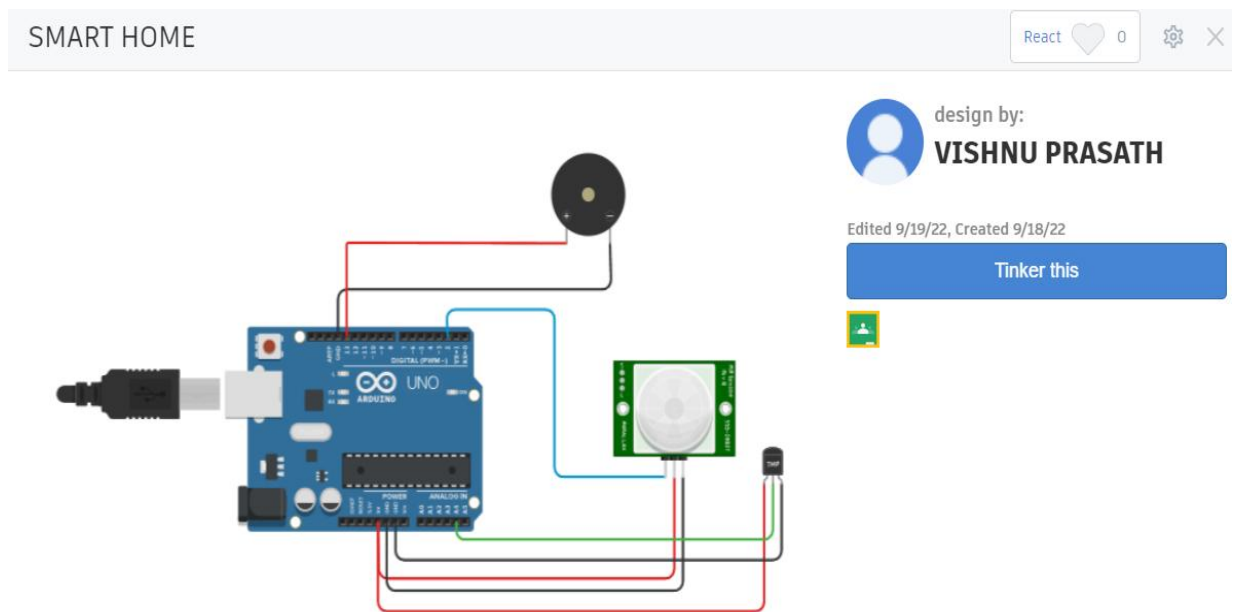 SMART HOME
React 0
design by:
VISHNU PRASATH
Edited 9/19/22, Created 9/18/22
Tinker this
DIGITAL (PWM~)
UNO
ARDUINO
TMP
POWER ANALOG IN